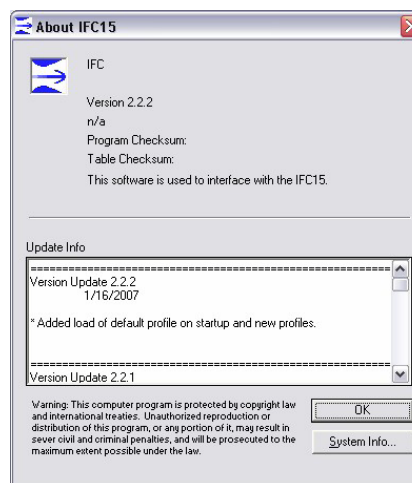 About IFC15
IFC
Version 2.2.2
n/a
Program Checksum:
Table Checksum:
This software is used to interface with the IFC15.
Update Info
==========================================================
Version Update 2.2.2
1/16/2007
* Added load of default profile on startup and new profiles.
==========================================================
Version Update 2.2.1
Warning: This computer program is protected by copyright law
and international treaties. Unauthorized reproduction or
distribution of this program, or any portion of it, may result in
sever civil and criminal penalties, and will be prosecuted to the
maximum extent possible under the law.
OK
System Info...